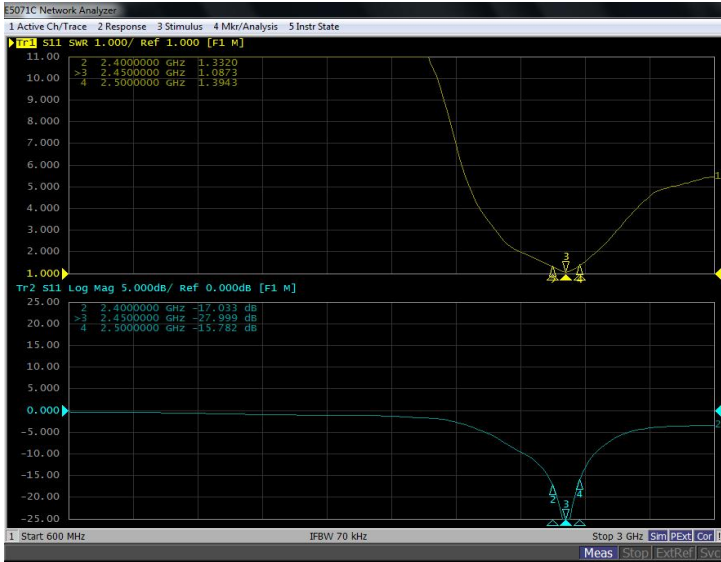 E5071C Network Analyzer
1 Active Ch/Trace 2 Response 3 Stimulus 4 Mkr/Analysis 5 Instr State
Tr1 S11 SWR 1.000/ Ref 1.000 [F1 M]
11.00
2 2.4000000 GHz 1.3320
>3 2.4500000 GHz 1.0873
4 2.5000000 GHz 1.3943
10.00
9.000
8.000
7.000
6.000
5.000
1
4.000
3.000
2.000
3
1.000
Tr2 S11 Log Mag 5.000dB/ Ref 0.000dB [F1 M]
25.00
2 2.4000000 GHz -17.033 dB
>3 2.4500000 GHz -27.999 dB
4 2.5000000 GHz -15.782 dB
20.00
15.00
10.00
5.000
0.000
2
-5.000
-10.00
-15.00
-20.00
2 3 4
-25.00
1 Start 600 MHz IFBW 70 kHz Stop 3 GHz Sim PExt Cor !
Meas Stop ExtRef Svc